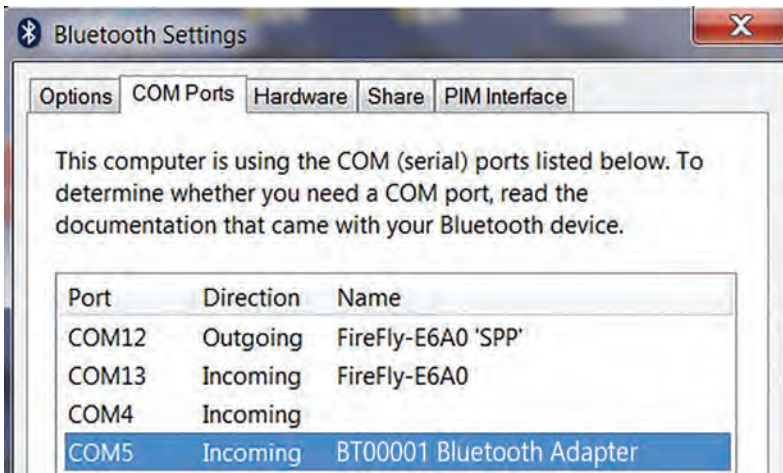 Bluetooth Settings
Options COM Ports Hardware Share PIM Interface
This computer is using the COM (serial) ports listed below. To
determine whether you need a COM port, read the
documentation that came with your Bluetooth device.
Port Direction Name
COM12 Outgoing FireFly-E6A0 'SPP'
COM13 Incoming FireFly-E6A0
COM4 Incoming
COM5 Incoming BT00001 Bluetooth Adapter